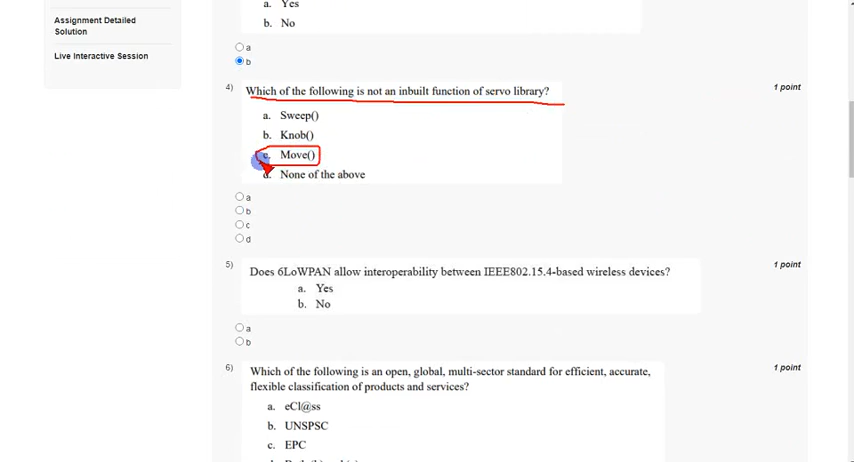 Assignment Detailed
Solution
Live Interactive Session
a. Yes
b. No
a
b
4) Which of the following is not an inbuilt function of servo library? 1 point
a. Sweep()
b. Knob()
c. Move()
d. None of the above
a
b
c
d
5) Does 6LoWPAN allow interoperability between IEEE802.15.4-based wireless devices? 1 point
a. Yes
b. No
a
b
6) Which of the following is an open, global, multi-sector standard for efficient, accurate, 1 point
flexible classification of products and services?
a. eCl@ss
b. UNSPSC
c. EPC